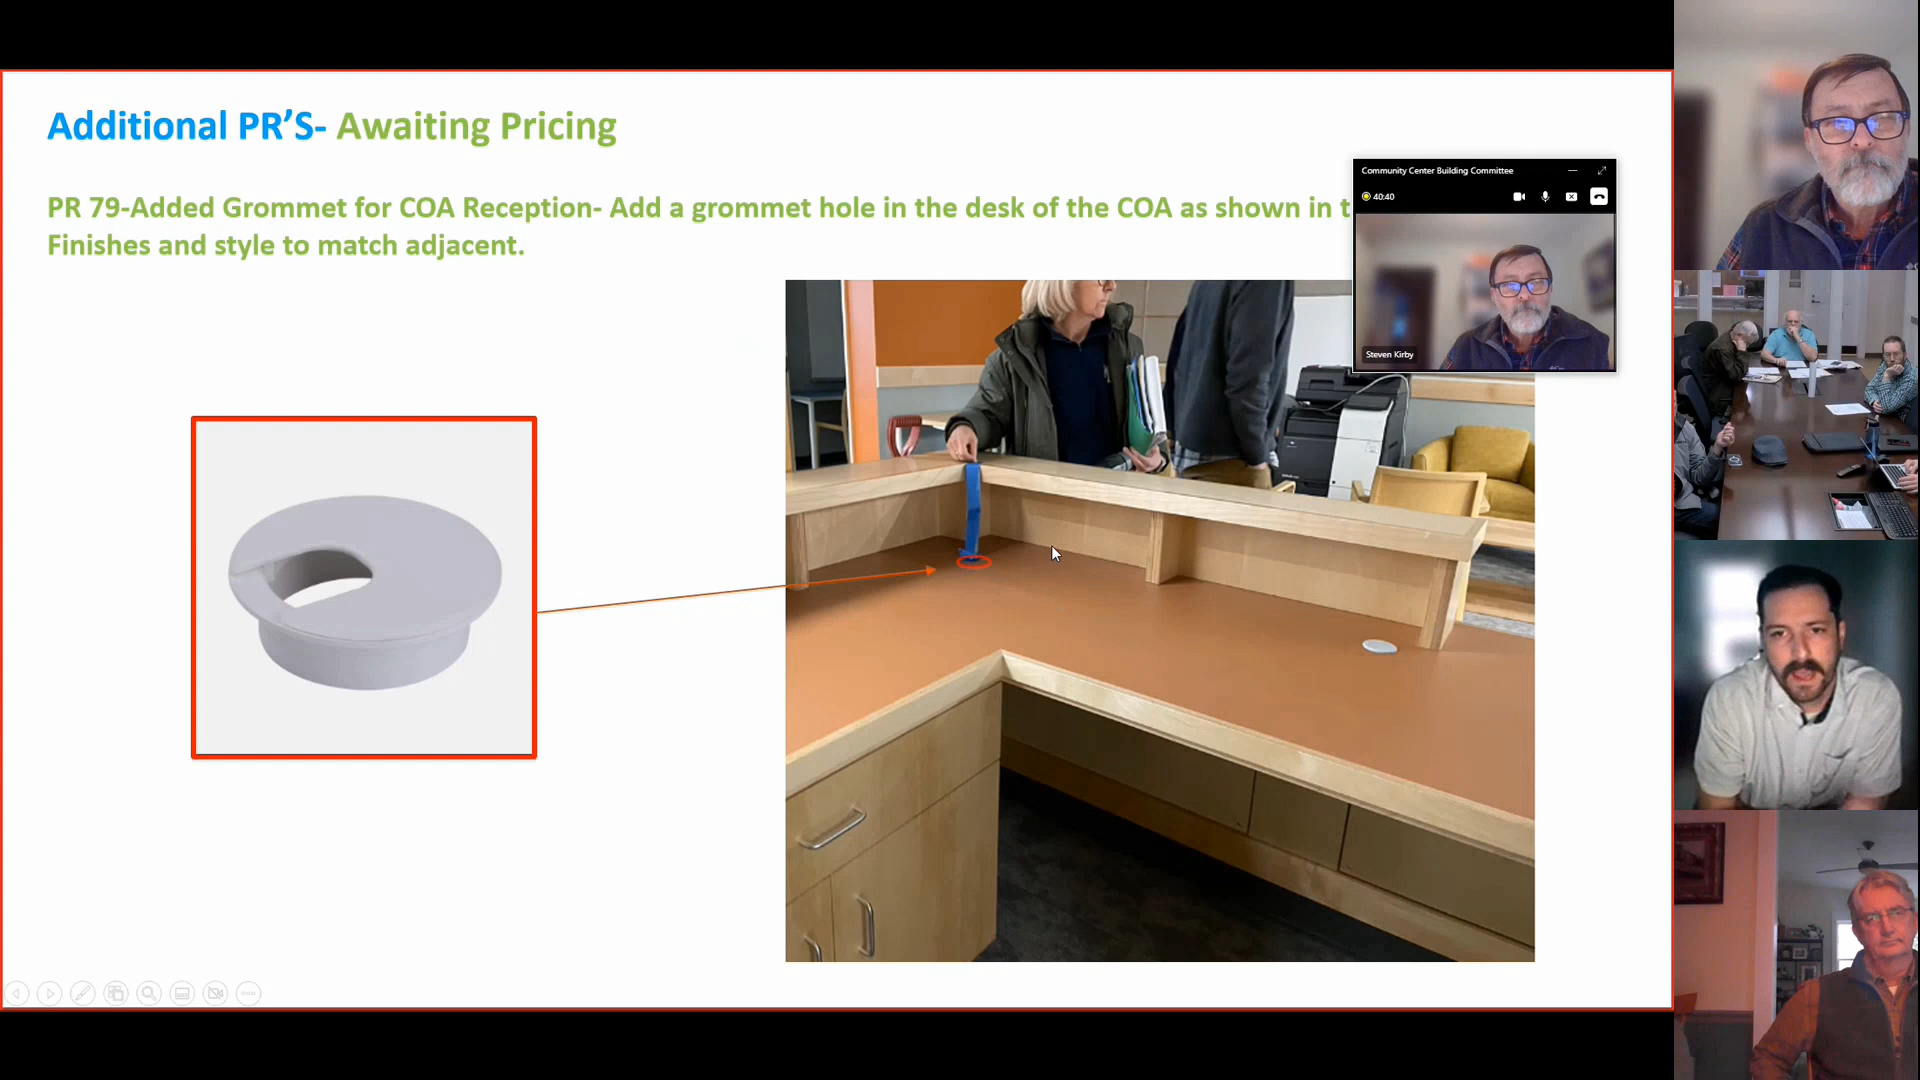 Additional PR’S- Awaiting Pricing
PR 79-Added Grommet for COA Reception- Add a grommet hole in the desk of the COA as shown in t
Finishes and style to match adjacent.
Community Center Building Committee
40:40
Steven Kirby